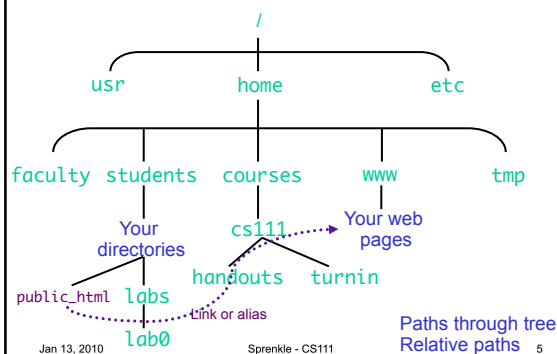 /
usr home etc
faculty students courses www tmp
Your directories
cs111
Your web pages
handouts turnin
public_html labs
Link or alias
lab0
Paths through tree
Relative paths
Jan 13, 2010
Sprenkle - CS111
5